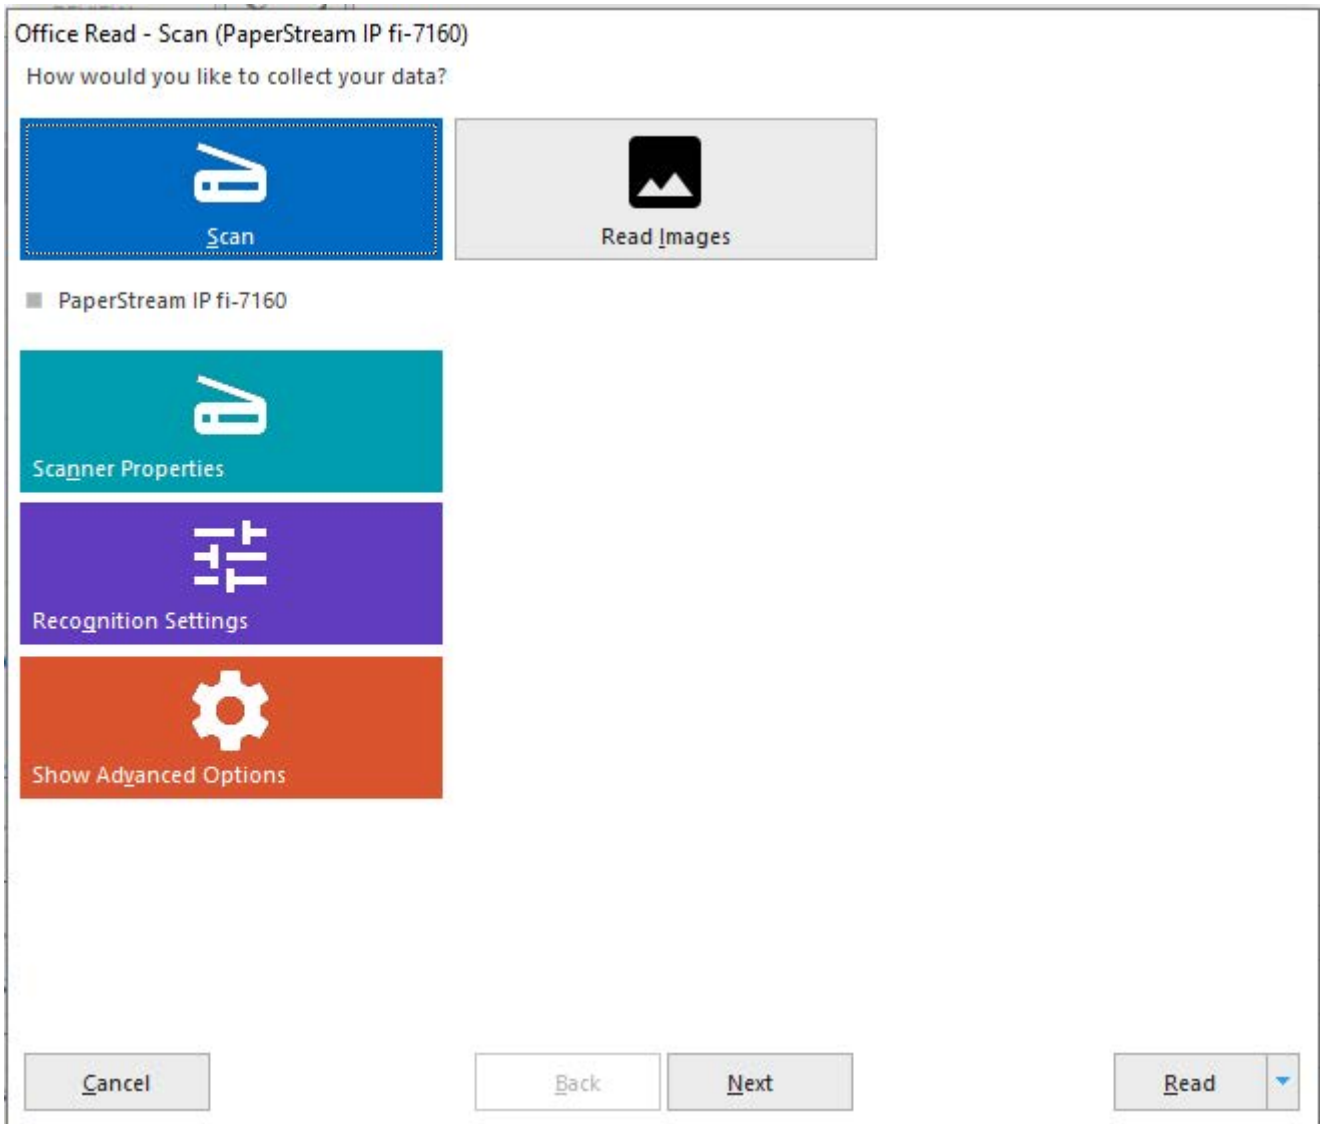 Office Read - Scan (PaperStream IP fi-7160)
How would you like to collect your data?
Scan
Read Images
PaperStream IP fi-7160
Scanner Properties
Recognition Settings
Show Advanced Options
Cancel
Back
Next
Read